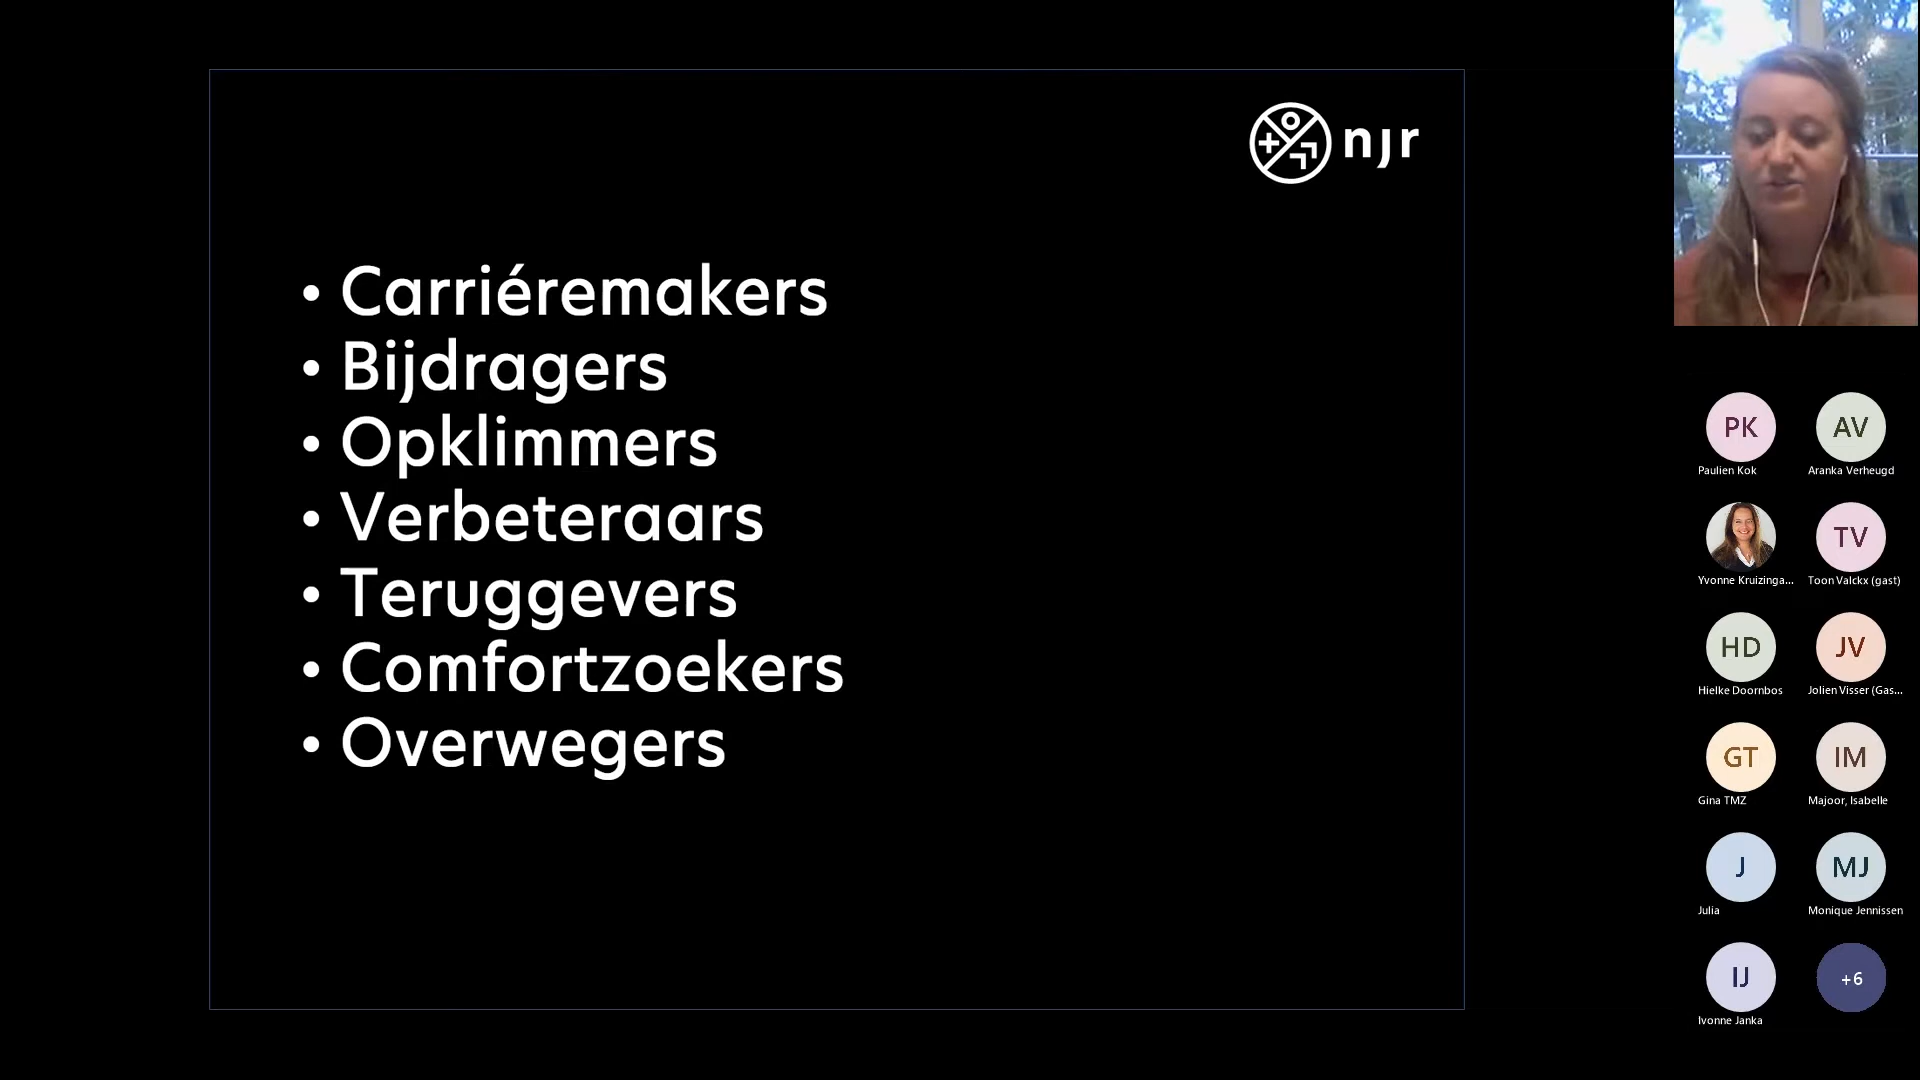 njr
• Carriéremakers
• Bijdragers
• Opklimmers
• Verbeteraars
• Teruggevers
• Comfortzoekers
• Overwegers
PK
AV
Paulien Kok
Aranka Verheugd
TV
Yvonne Kruizinga...
Toon Valckx (gast)
HD
JV
Hielke Doornbos
Jolien Visser (Gas...
GT
IM
Gina TMZ
Majoor, Isabelle
J
MJ
Julia
Monique Jennissen
IJ
+6
Ivonne Janka